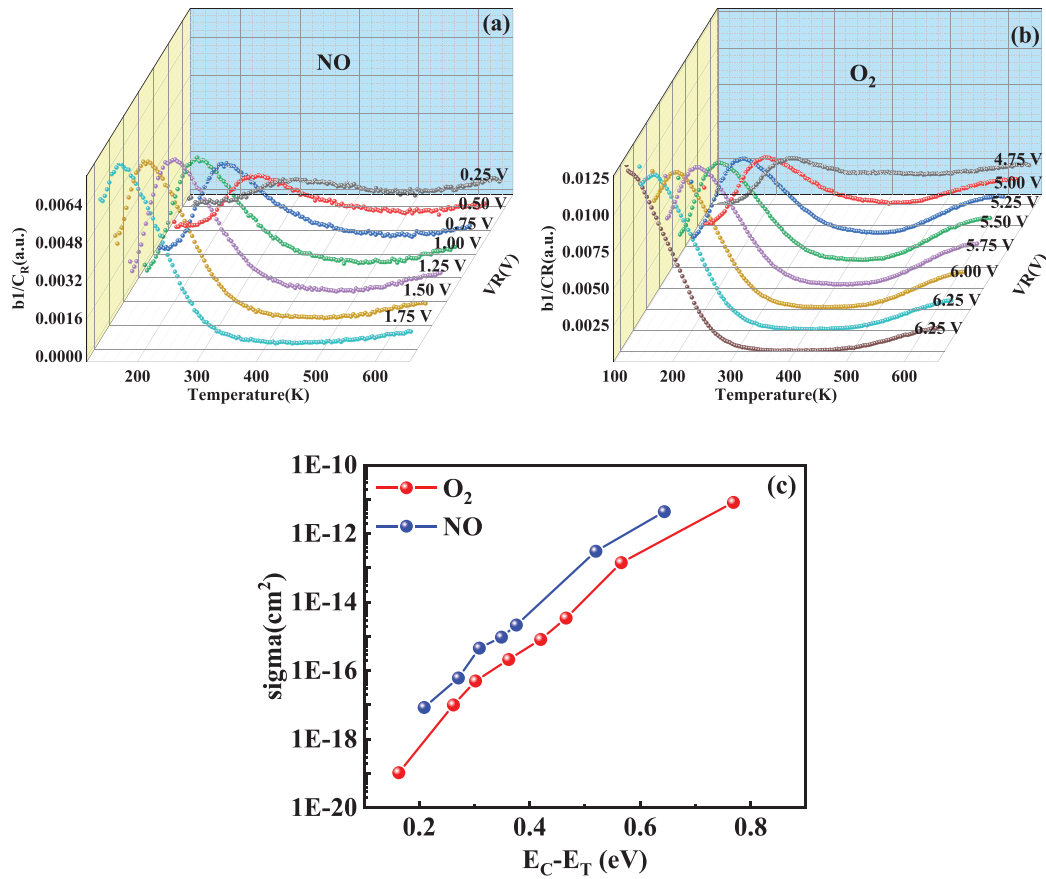 (a)
NO
0.25 V
0.50 V
0.75 V
1.00 V
1.25 V
1.50 V
1.75 V
0.0064
0.0048
0.0032
0.0016
0.0000
b1/C_R(a.u.)
200 300 400 500 600
Temperature(K)
VR(V)
(b)
O₂
4.75 V
5.00 V
5.25 V
5.50 V
5.75 V
6.00 V
6.25 V
6.25 V
0.0125
0.0100
0.0075
0.0050
0.0025
b1/CR(a.u.)
100 200 300 400 500 600
Temperature(K)
VR(V)
(c)
O₂
NO
1E-10
1E-12
1E-14
1E-16
1E-18
1E-20
sigma(cm²)
0.2 0.4 0.6 0.8
E_C-E_T (eV)